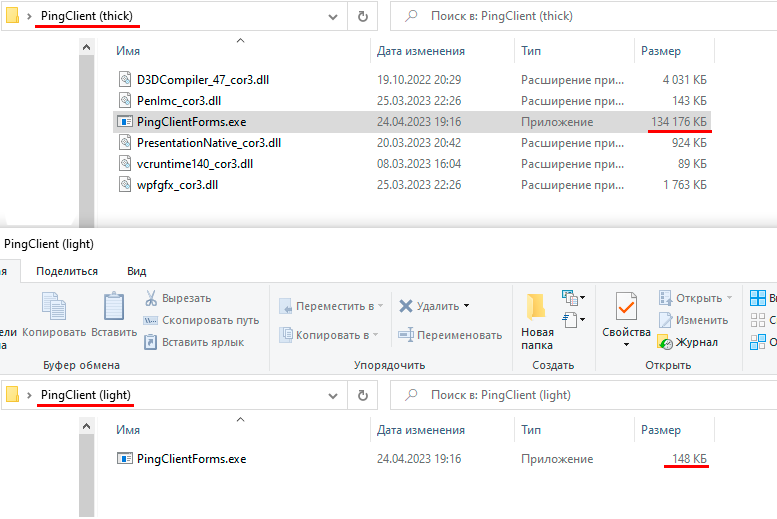 PingClient (thick)
Поиск в: PingClient (thick)
Имя Дата изменения Тип Размер
D3DCompiler_47_cor3.dll 19.10.2022 20:29 Расширение при... 4 031 КБ
PenImc_cor3.dll 25.03.2023 22:26 Расширение при... 143 КБ
PingClientForms.exe 24.04.2023 19:16 Приложение 134 176 КБ
PresentationNative_cor3.dll 20.03.2023 20:42 Расширение при... 924 КБ
vcruntime140_cor3.dll 08.03.2023 16:04 Расширение при... 89 КБ
wpfgfx_cor3.dll 25.03.2023 22:26 Расширение при... 1 763 КБ
PingClient (light)
Поделиться Вид
Копировать Вставить
Вырезать
Скопировать путь
Вставить ярлык
Буфер обмена
Переместить в
Копировать в
Удалить
Переименовать
Упорядочить
Новая
папка
Создать
Свойства
Открыть
Изменить
Журнал
Открыть
PingClient (light)
Поиск в: PingClient (light)
Имя Дата изменения Тип Размер
PingClientForms.exe 24.04.2023 19:16 Приложение 148 КБ